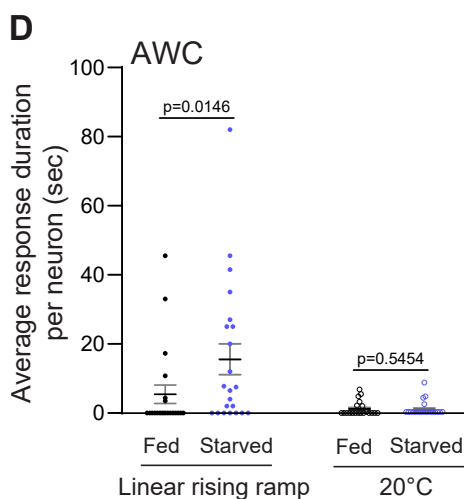 D
AWC
Average response duration
per neuron (sec)
100
80
60
40
20
0
p=0.0146
p=0.5454
Fed Starved Fed Starved
Linear rising ramp 20°C